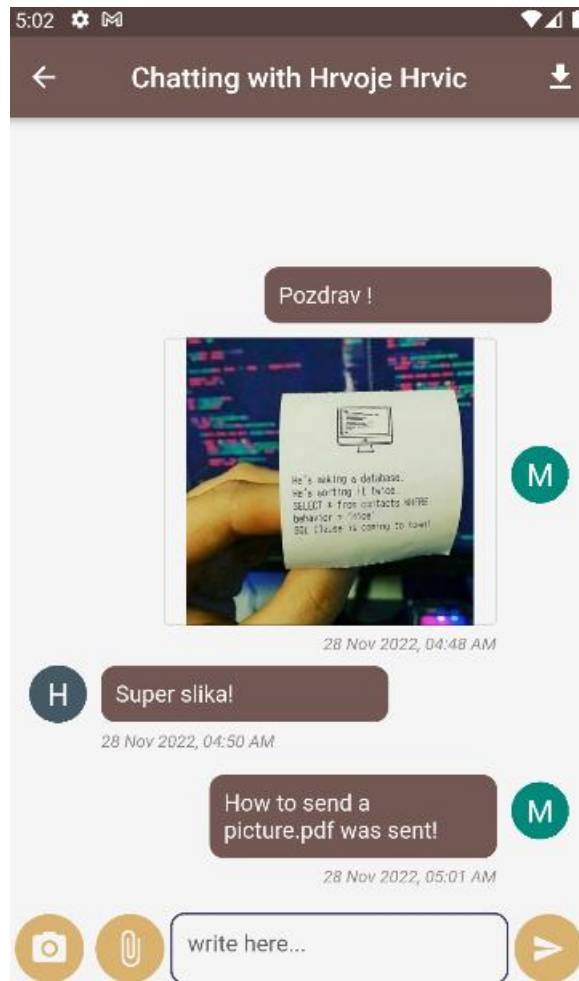 5:02
Chatting with Hrvoje Hrvic
Pozdrav !
He's making a database.
He's sorting it twice.
SELECT * from contacts WHERE
behavior = 'nice'
SQL Clause is coming to town!
M
28 Nov 2022, 04:48 AM
H
Super slika!
28 Nov 2022, 04:50 AM
How to send a
picture.pdf was sent!
M
28 Nov 2022, 05:01 AM
write here...